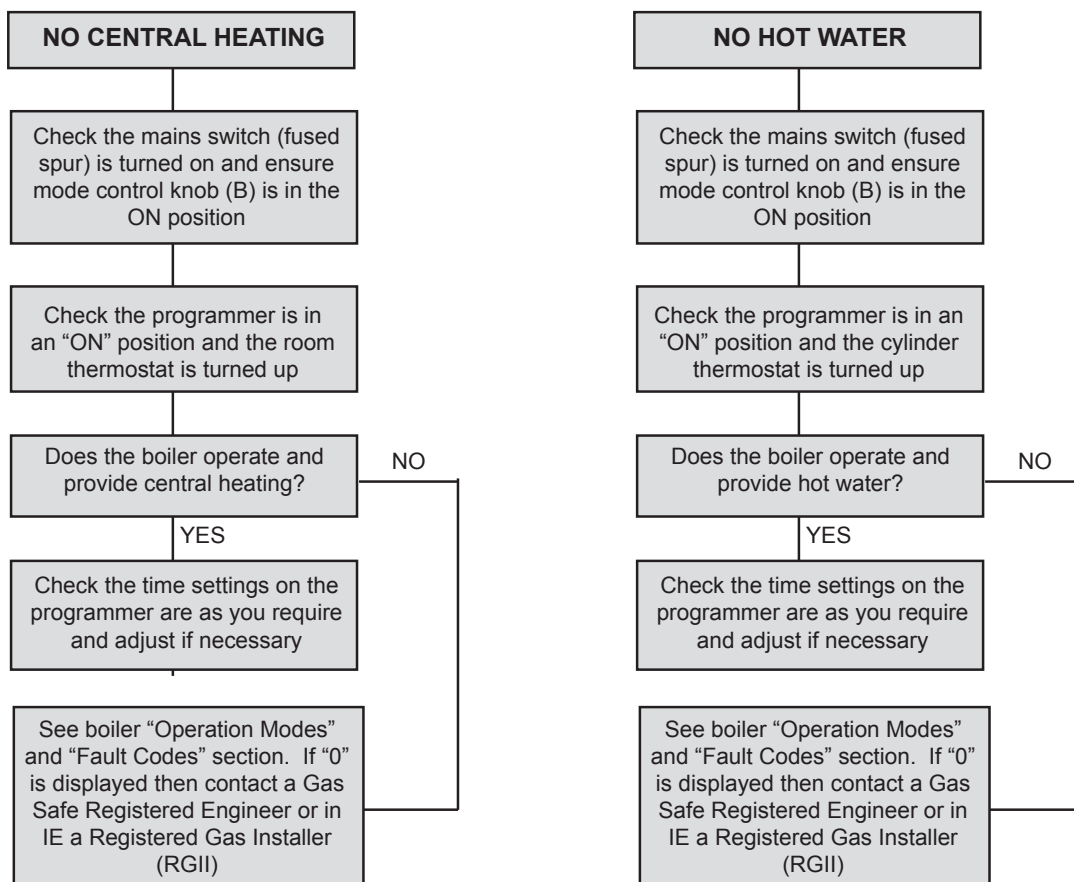 NO CENTRAL HEATING
Check the mains switch (fused
spur) is turned on and ensure
mode control knob (B) is in the
ON position
Check the programmer is in
an “ON” position and the room
thermostat is turned up
Does the boiler operate and
provide central heating?
NO
YES
Check the time settings on the
programmer are as you require
and adjust if necessary
See boiler “Operation Modes”
and “Fault Codes” section.  If “0”
is displayed then contact a Gas
Safe Registered Engineer or in
IE a Registered Gas Installer
(RGII)
NO HOT WATER
Check the mains switch (fused
spur) is turned on and ensure
mode control knob (B) is in the
ON position
Check the programmer is in an
“ON” position and the cylinder
thermostat is turned up
Does the boiler operate and
provide hot water?
NO
YES
Check the time settings on the
programmer are as you require
and adjust if necessary
See boiler “Operation Modes”
and “Fault Codes” section.  If “0”
is displayed then contact a Gas
Safe Registered Engineer or in
IE a Registered Gas Installer
(RGII)